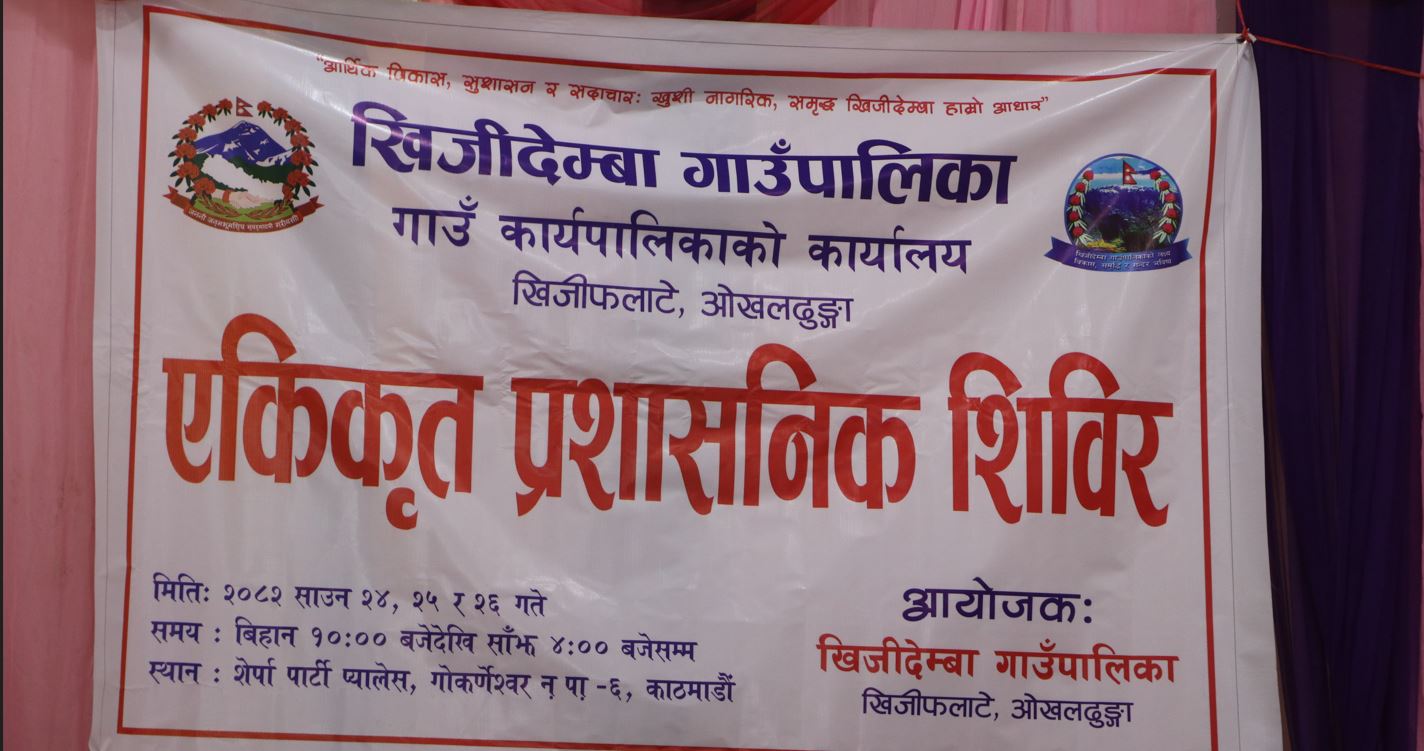 "आर्थिक विकास, सुशासन र सदाचारः खुशी नागरिक, समृद्ध खिजीदेम्बा हाम्रो आधार"
खिजीदेम्बा गाउँपालिका
गाउँ कार्यपालिकाको कार्यालय
खिजीफलाटे, ओखलढुङ्गा
एकिकृत प्रशासनिक शिविर
मितिः २०८२ साउन २४, २५ र २६ गते
समय : बिहान १०:०० बजेदेखि साँझ ४:०० बजेसम्म
स्थान : शेर्पा पार्टी प्यालेस, गोकर्णेश्वर ऩ पा़ -६, काठमाडौं
आयोजकः
खिजीदेम्बा गाउँपालिका
खिजीफलाटे, ओखलढुङ्गा